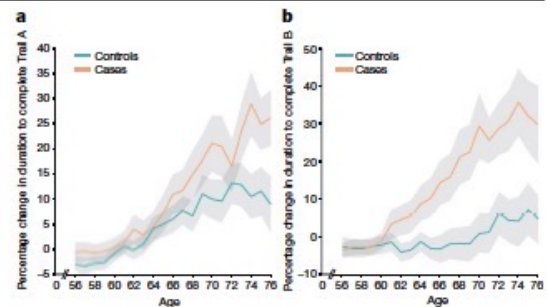 a
Percentage change in duration to complete Trail A
40
35
30
25
20
15
10
5
0
-5
Controls
Cases
0 56 58 60 62 64 66 68 70 72 74 76
Age
b
Percentage change in duration to complete Trail B
50
40
30
20
10
0
-10
Controls
Cases
0 56 58 60 62 64 66 68 70 72 74 76
Age